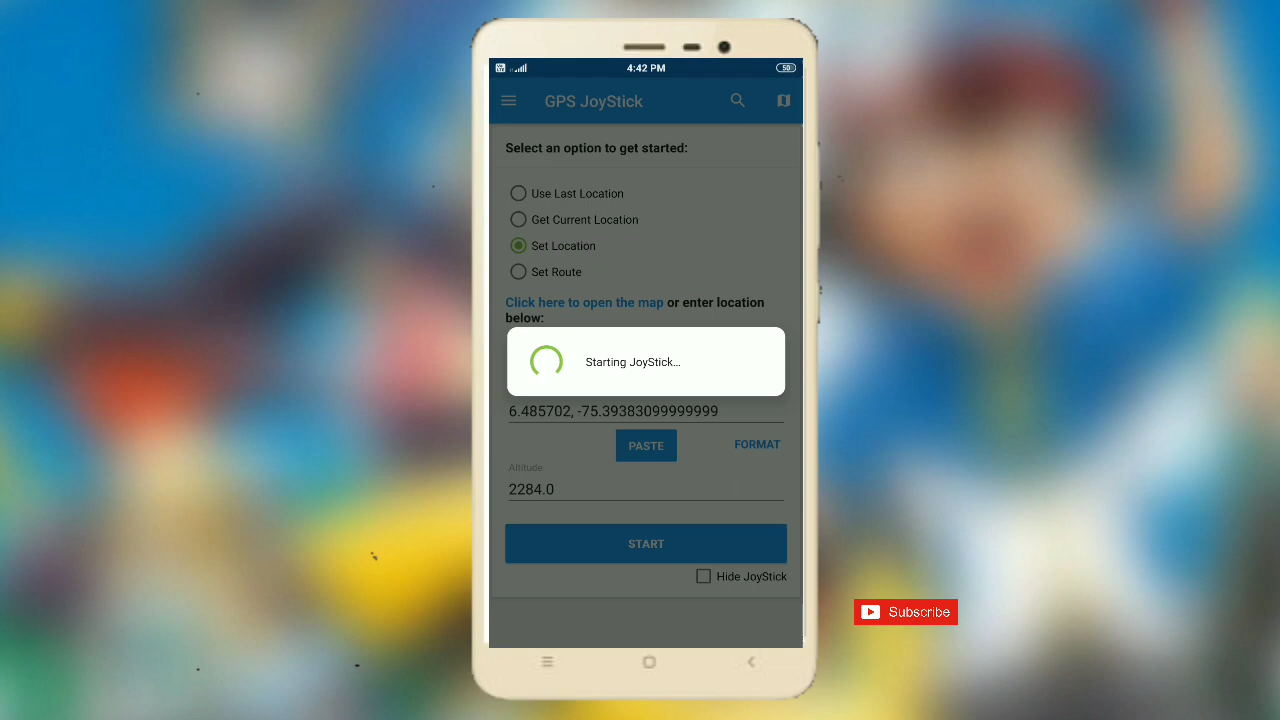 4:42 PM
50
GPS JoyStick
Select an option to get started:
Use Last Location
Get Current Location
Set Location
Set Route
Click here to open the map or enter location
below:
Starting JoyStick...
6.485702, -75.39383099999999
PASTE
FORMAT
Altitude
2284.0
START
Hide JoyStick
Subscribe